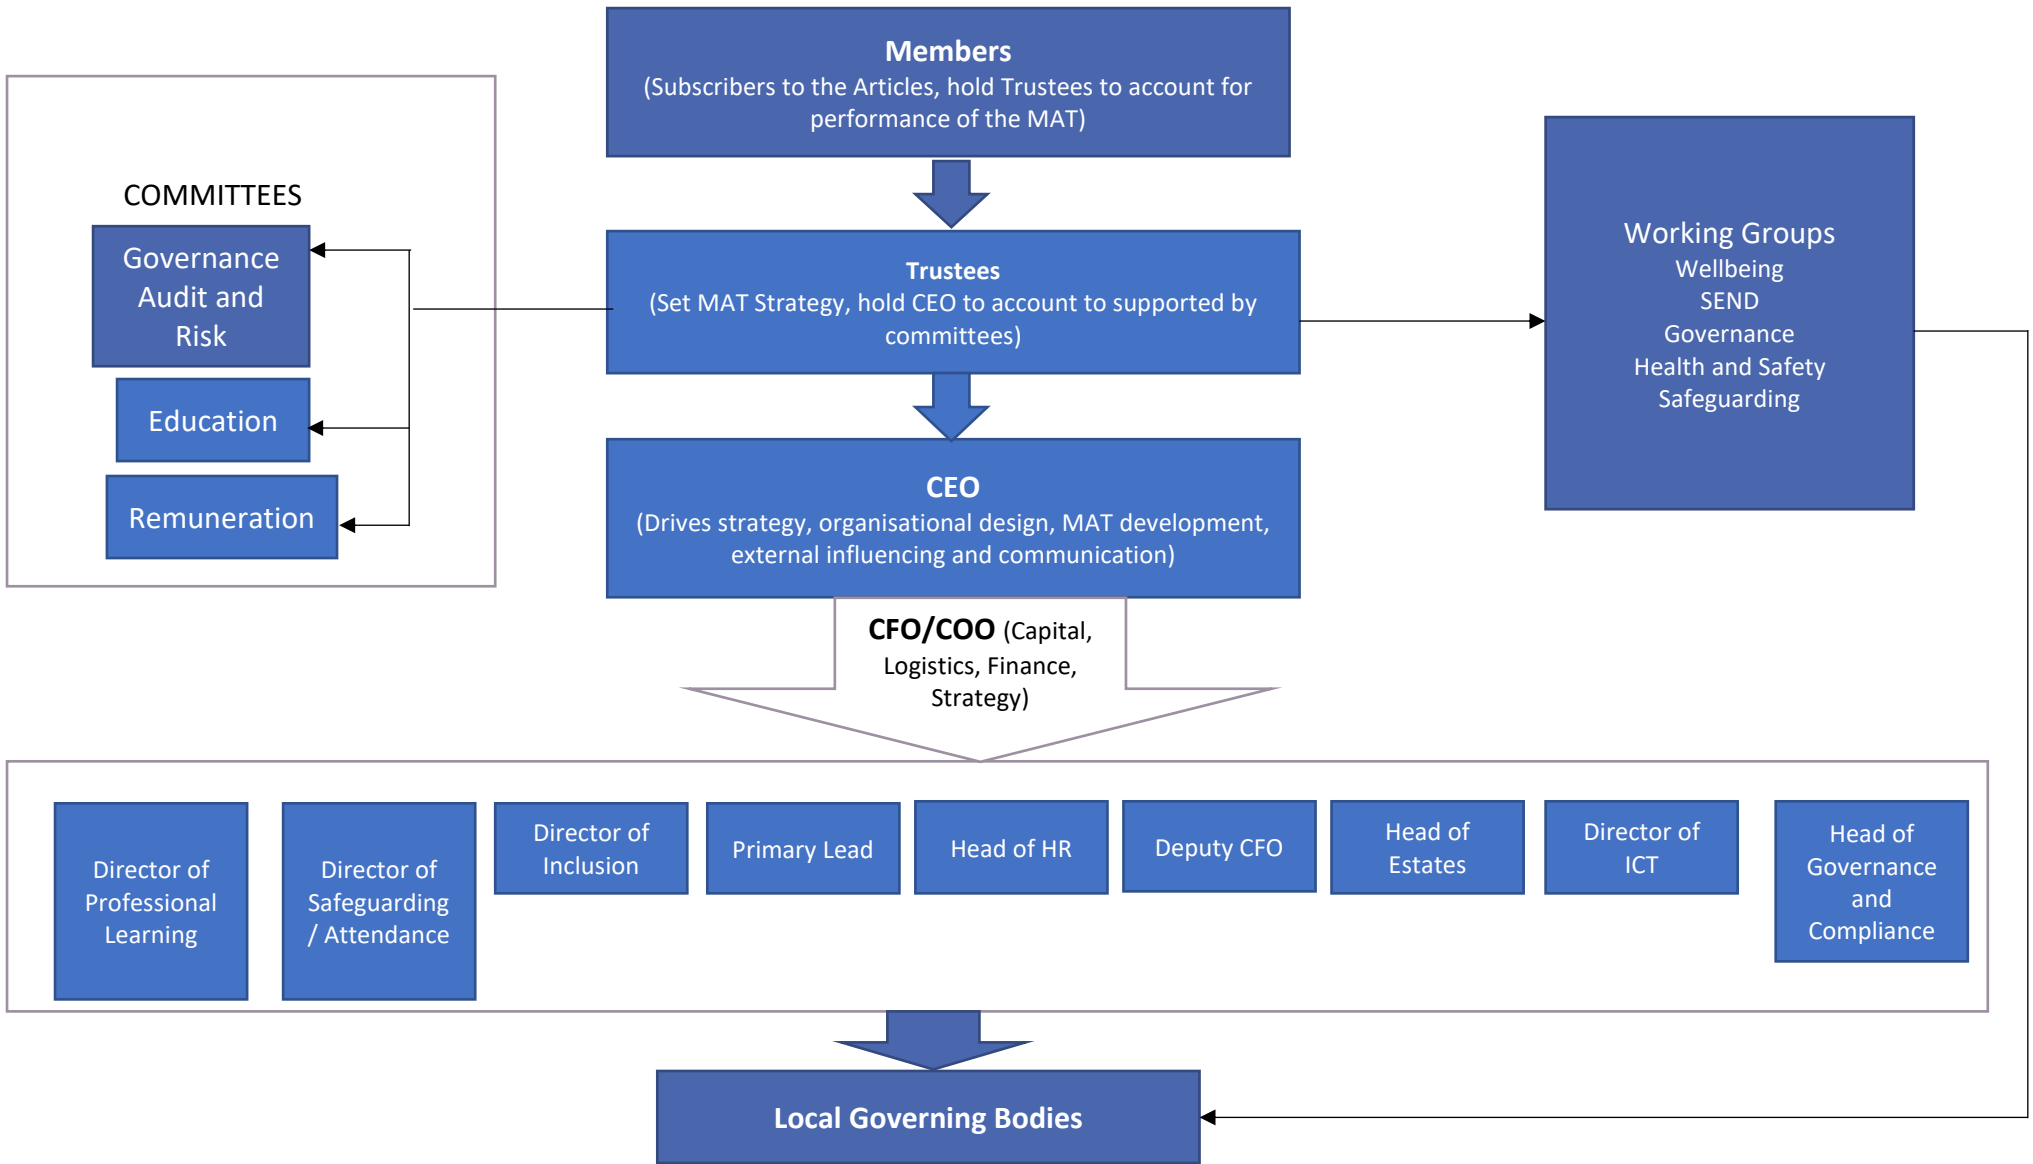 Members
(Subscribers to the Articles, hold Trustees to account for
performance of the MAT)
COMMITTEES
Governance
Audit and
Risk
Education
Remuneration
Trustees
(Set MAT Strategy, hold CEO to account to supported by
committees)
Working Groups
Wellbeing
SEND
Governance
Health and Safety
Safeguarding
CEO
(Drives strategy, organisational design, MAT development,
external influencing and communication)
CFO/COO (Capital,
Logistics, Finance,
Strategy)
Director of
Professional
Learning
Director of
Safeguarding
/ Attendance
Director of
Inclusion
Primary Lead
Head of HR
Deputy CFO
Head of
Estates
Director of
ICT
Head of
Governance
and
Compliance
Local Governing Bodies